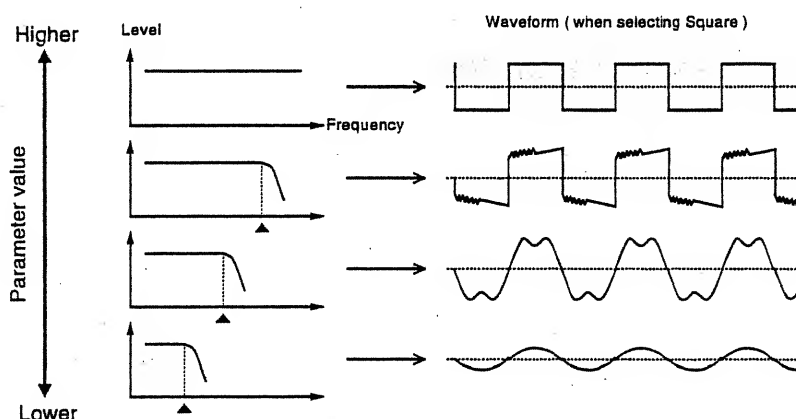 Waveform ( when selecting Square )
Higher
Level
Frequency
Parameter value
Lower